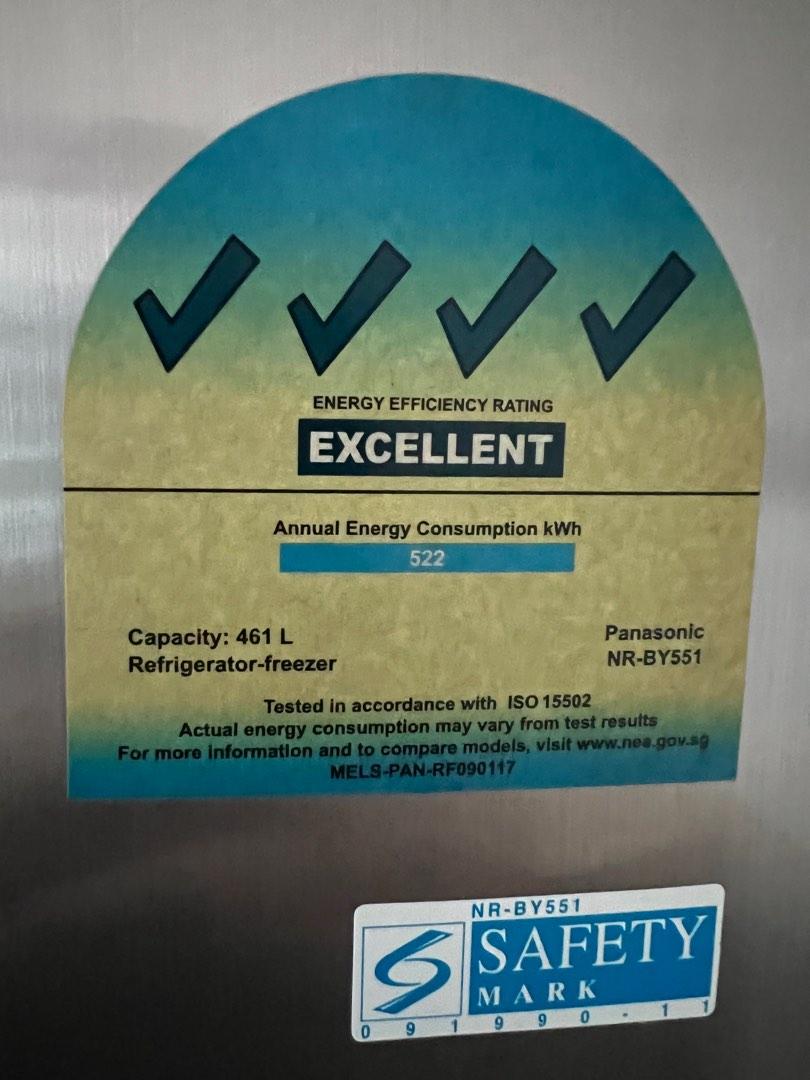 ENERGY EFFICIENCY RATING
EXCELLENT
Annual Energy Consumption kWh
522
Capacity: 461 L
Refrigerator-freezer
Panasonic
NR-BY551
Tested in accordance with ISO 15502
Actual energy consumption may vary from test results
For more information and to compare models, visit www.nea.gov.sg
MELS-PAN-RF090117
NR-BY551
SAFETY
MARK
091990-11